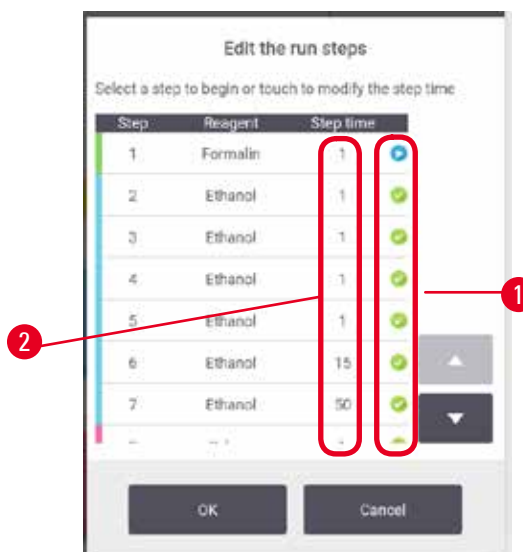 Edit the run steps
Select a step to begin or touch to modify the step time
Step Reagent Step time
1 Formalin 1
2 Ethanol 1
3 Ethanol 1
4 Ethanol 1
5 Ethanol 1
6 Ethanol 15
7 Ethanol 50
OK Cancel
1
2